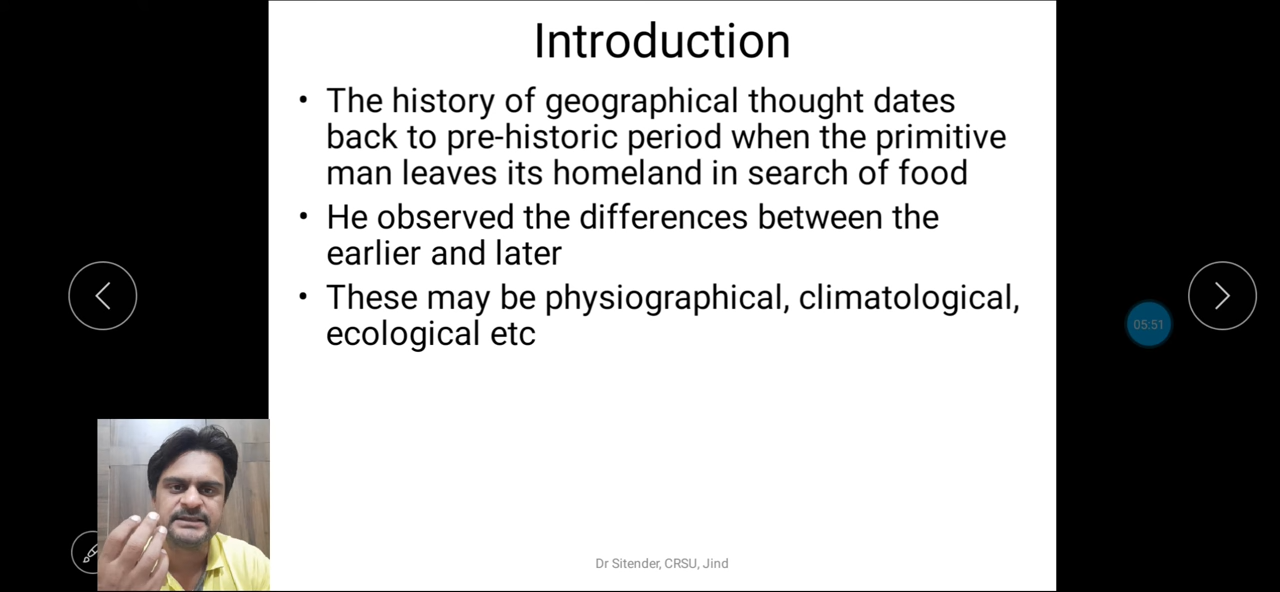 Introduction
• The history of geographical thought dates
back to pre-historic period when the primitive
man leaves its homeland in search of food
• He observed the differences between the
earlier and later
• These may be physiographical, climatological,
ecological etc
05:51
Dr Sitender, CRSU, Jind